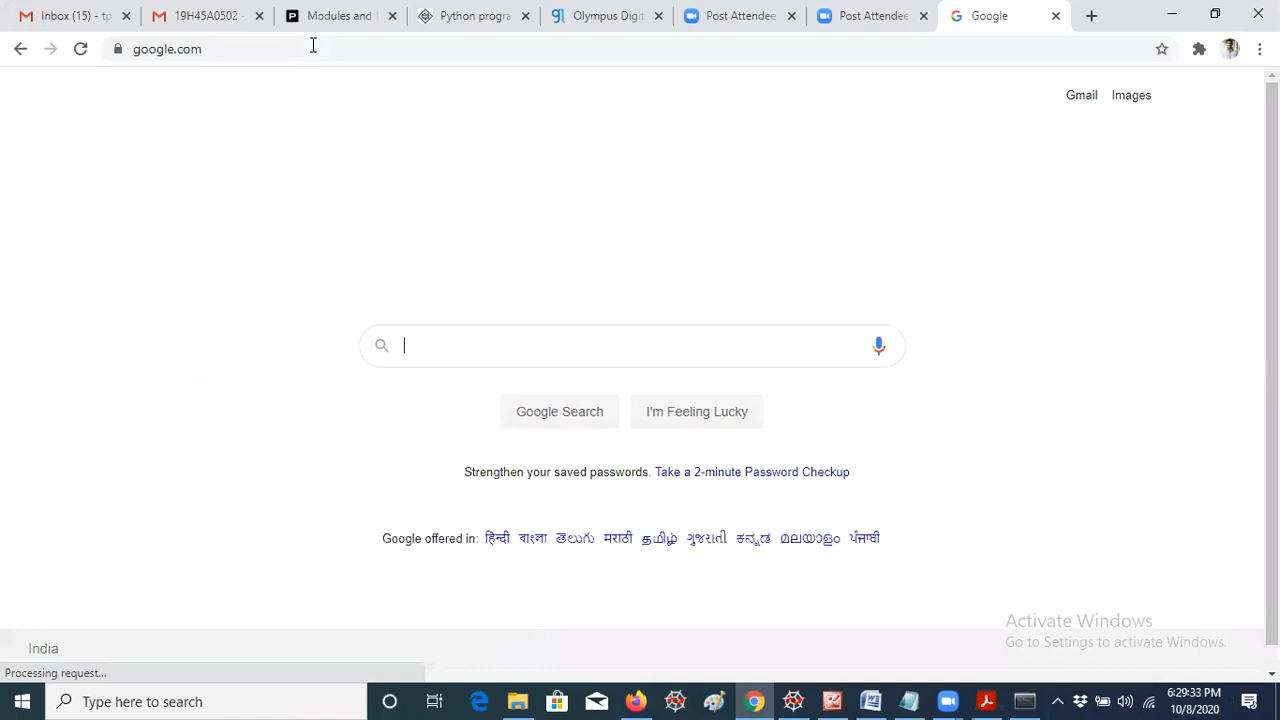 Inbox (15) - tp
19H45A0502 -
Modules and
Python progr
Olympus Digit
Post Attendee
Post Attendee
Google
google.com
Gmail Images
Google Search I'm Feeling Lucky
Strengthen your saved passwords. Take a 2-minute Password Checkup
Google offered in: हिन्दी বাংলা తెలుగు मराठी தமிழ் ગુજરાતી ಕನ್ನಡ മലയാളം ਪੰਜਾਬੀ
Activate Windows
Go to Settings to activate Windows.
India
Processing request...
Type here to search
6:29:33 PM
10/8/2020